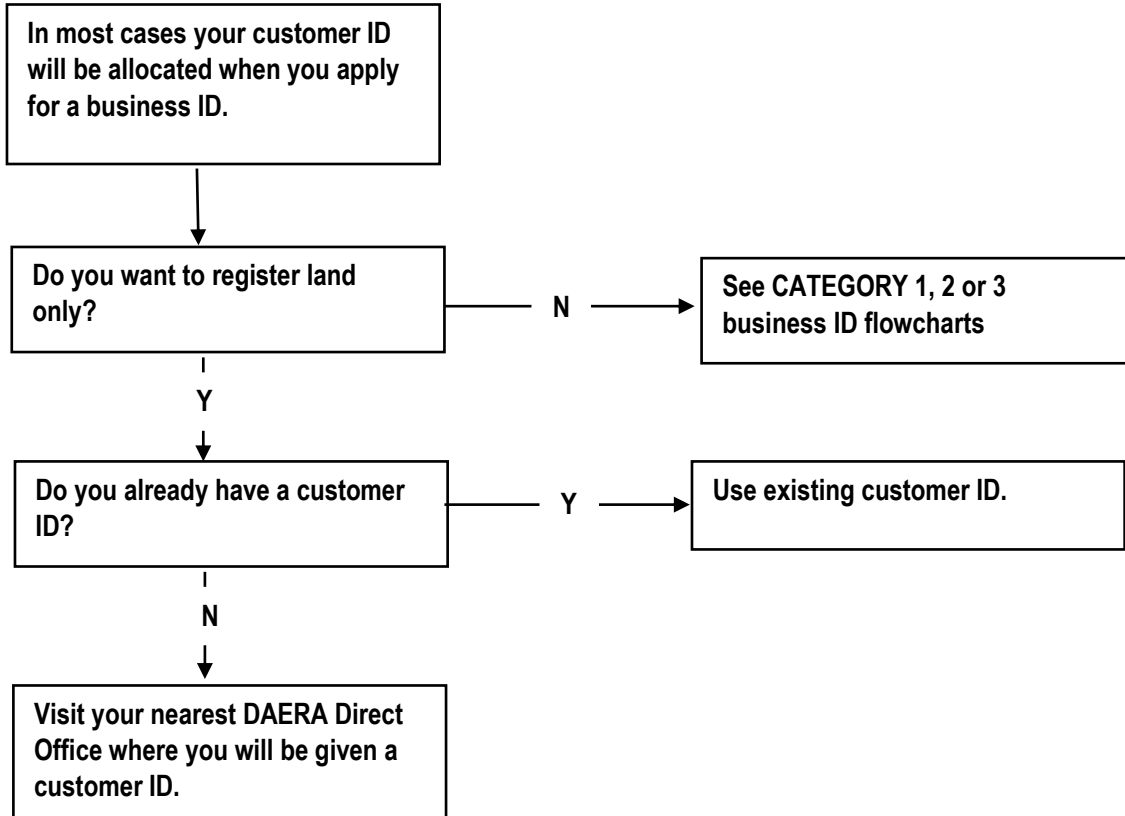 In most cases your customer ID
will be allocated when you apply
for a business ID.
Do you want to register land
only?
N
See CATEGORY 1, 2 or 3
business ID flowcharts
Y
Do you already have a customer
ID?
Y
Use existing customer ID.
N
Visit your nearest DAERA Direct
Office where you will be given a
customer ID.